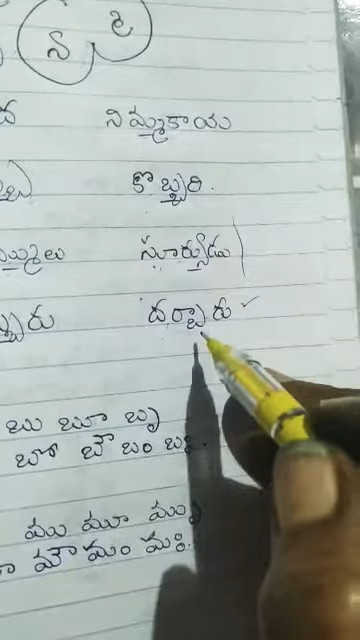 నికు
నిమ్మకాయ
కొబ్బరి.
సూర్యుడు
దర్బారు
బు బూ బృ
బో బౌ బం బః.
ము మూ మృ
మౌ మం మః.